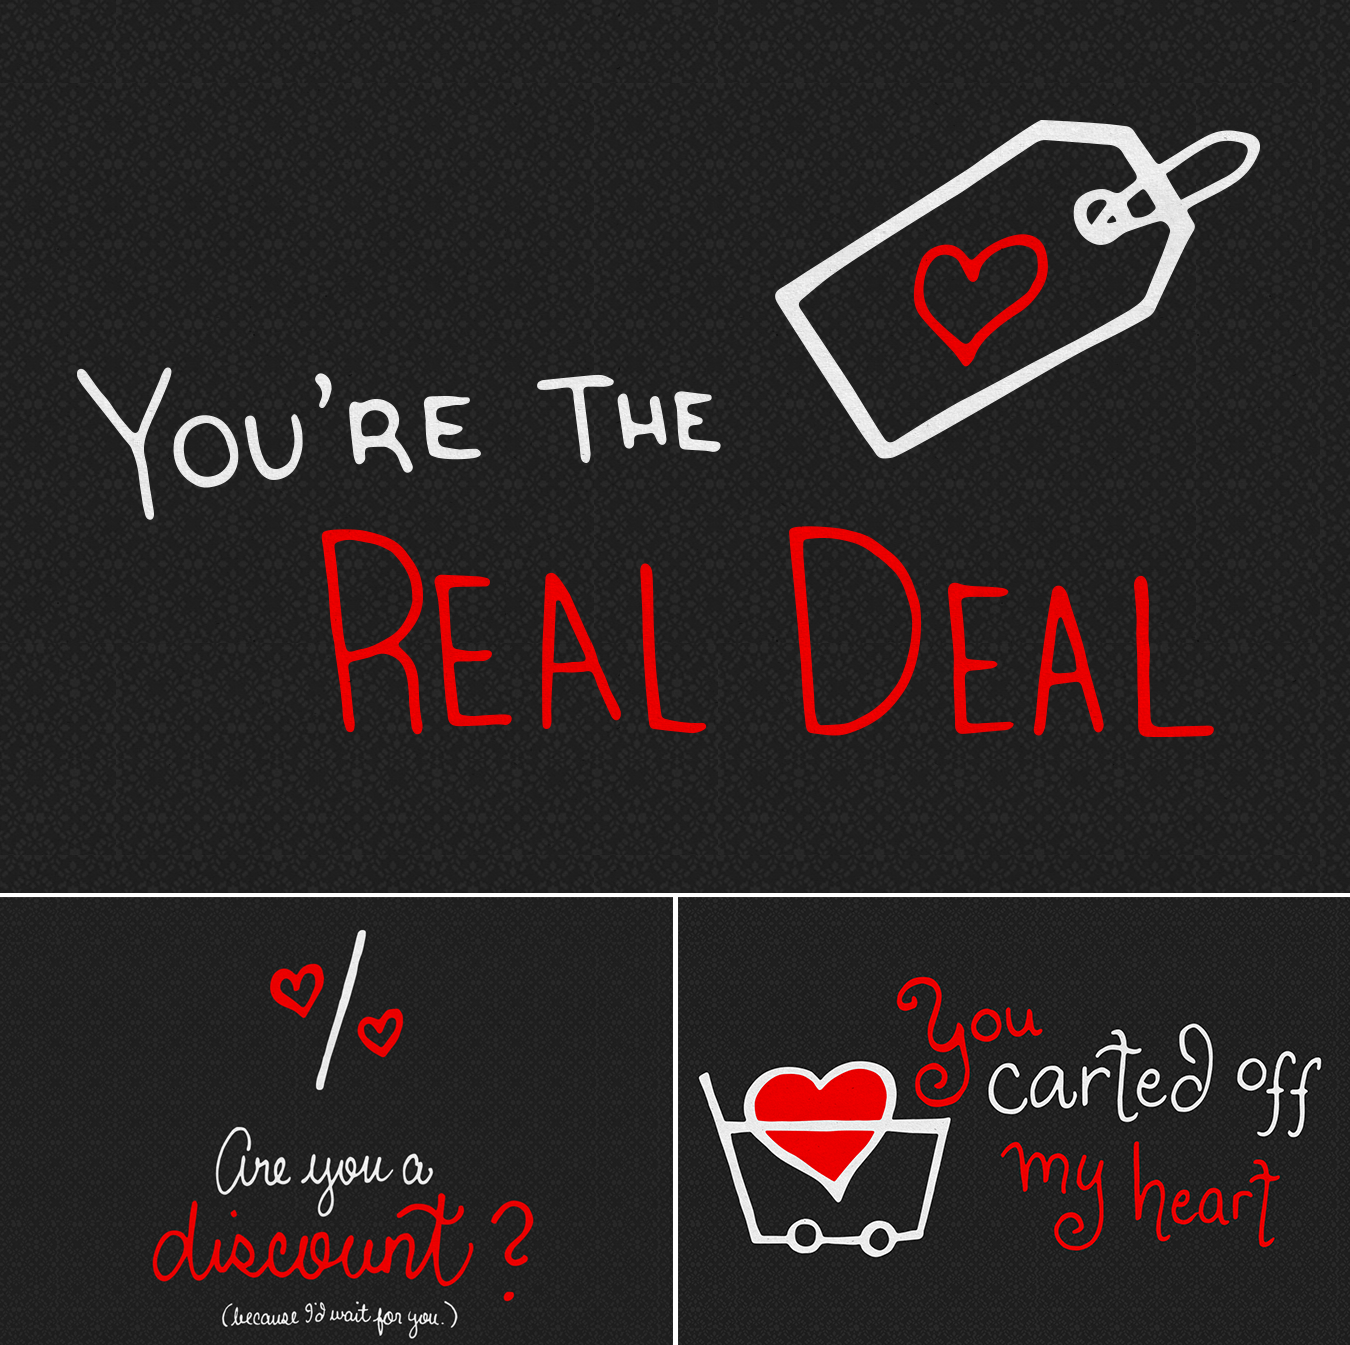 You're The
Real Deal
%
Are you a
discount?
(because I'd wait for you.)
You
carted off
my heart